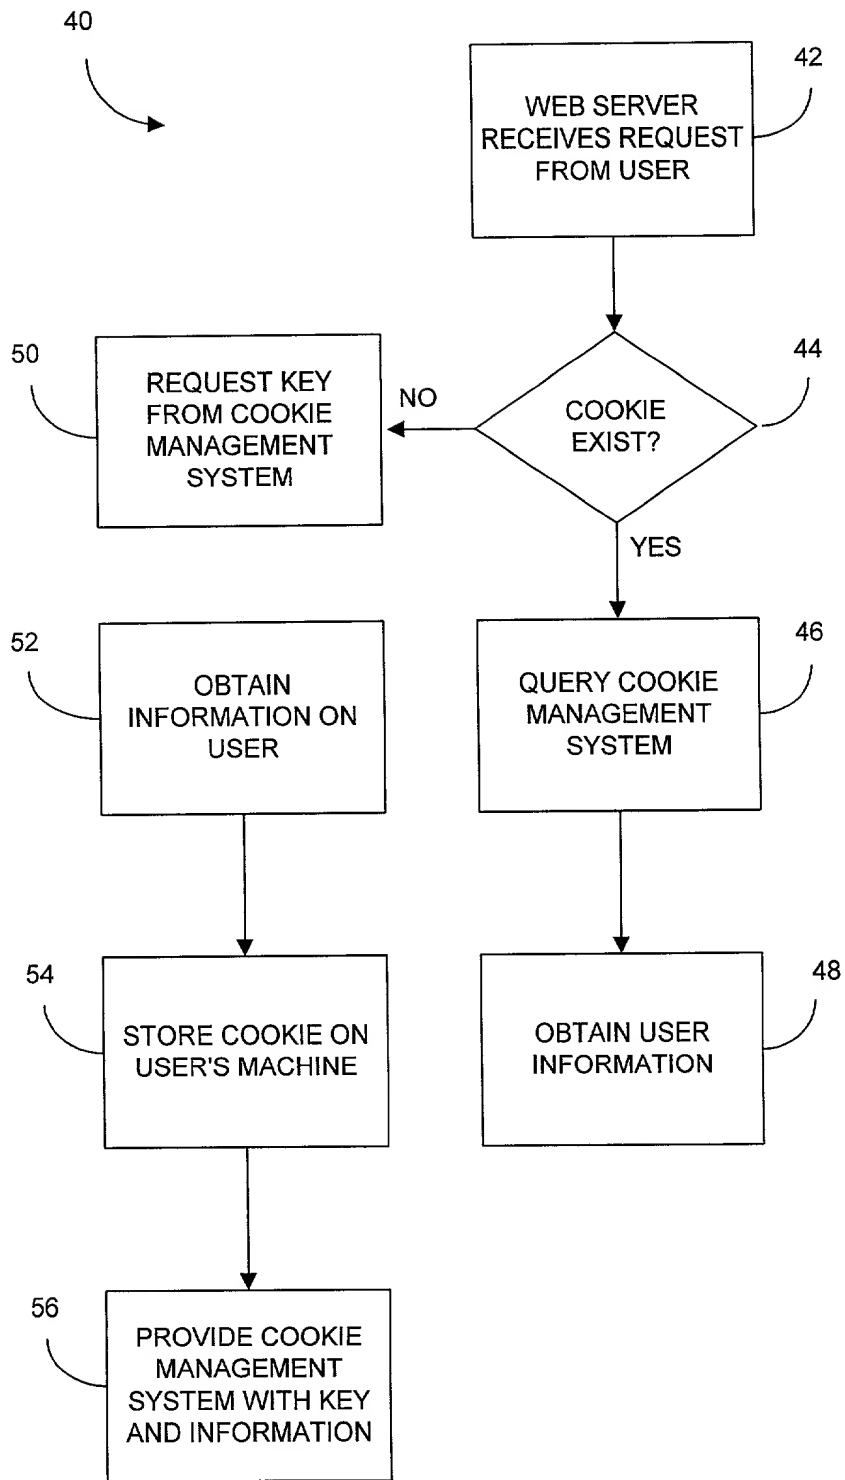 40
42
WEB SERVER
RECEIVES REQUEST
FROM USER
50
REQUEST KEY
FROM COOKIE
MANAGEMENT
SYSTEM
NO
COOKIE
EXIST?
44
YES
52
OBTAIN
INFORMATION ON
USER
QUERY COOKIE
MANAGEMENT
SYSTEM
46
54
STORE COOKIE ON
USER'S MACHINE
OBTAIN USER
INFORMATION
48
56
PROVIDE COOKIE
MANAGEMENT
SYSTEM WITH KEY
AND INFORMATION